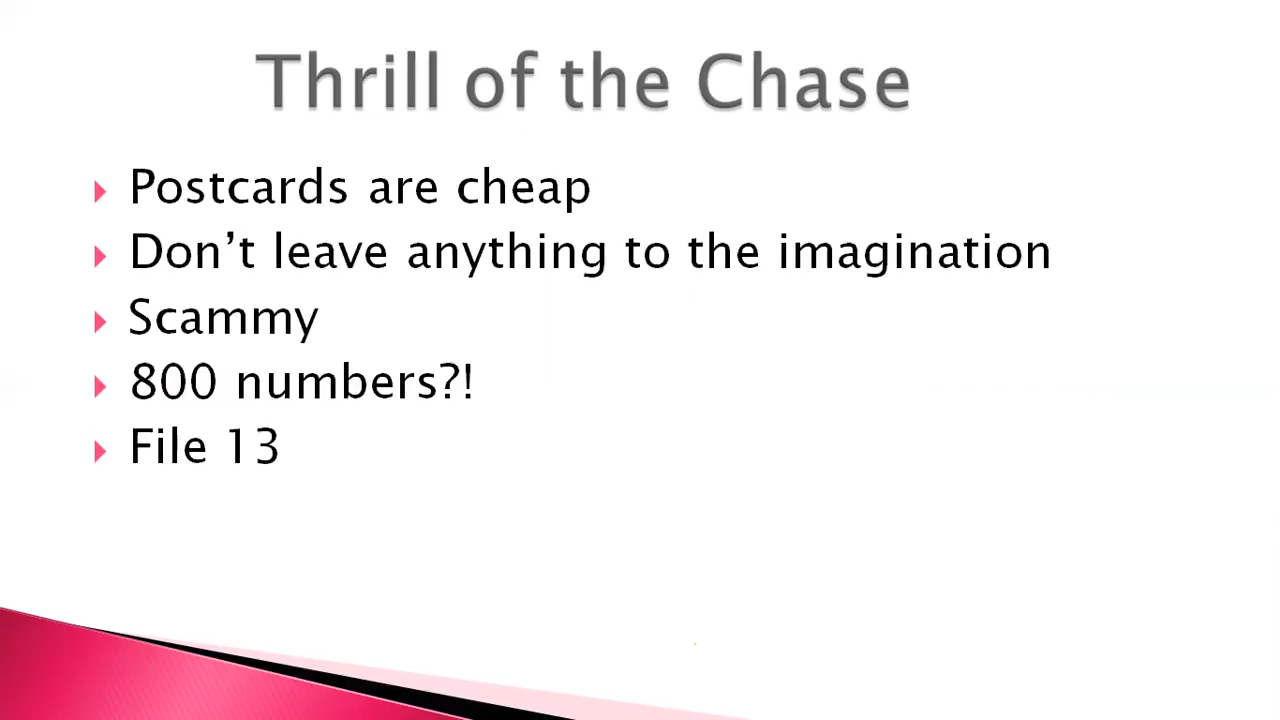 Thrill of the Chase
Postcards are cheap
Don’t leave anything to the imagination
Scammy
800 numbers?!
File 13